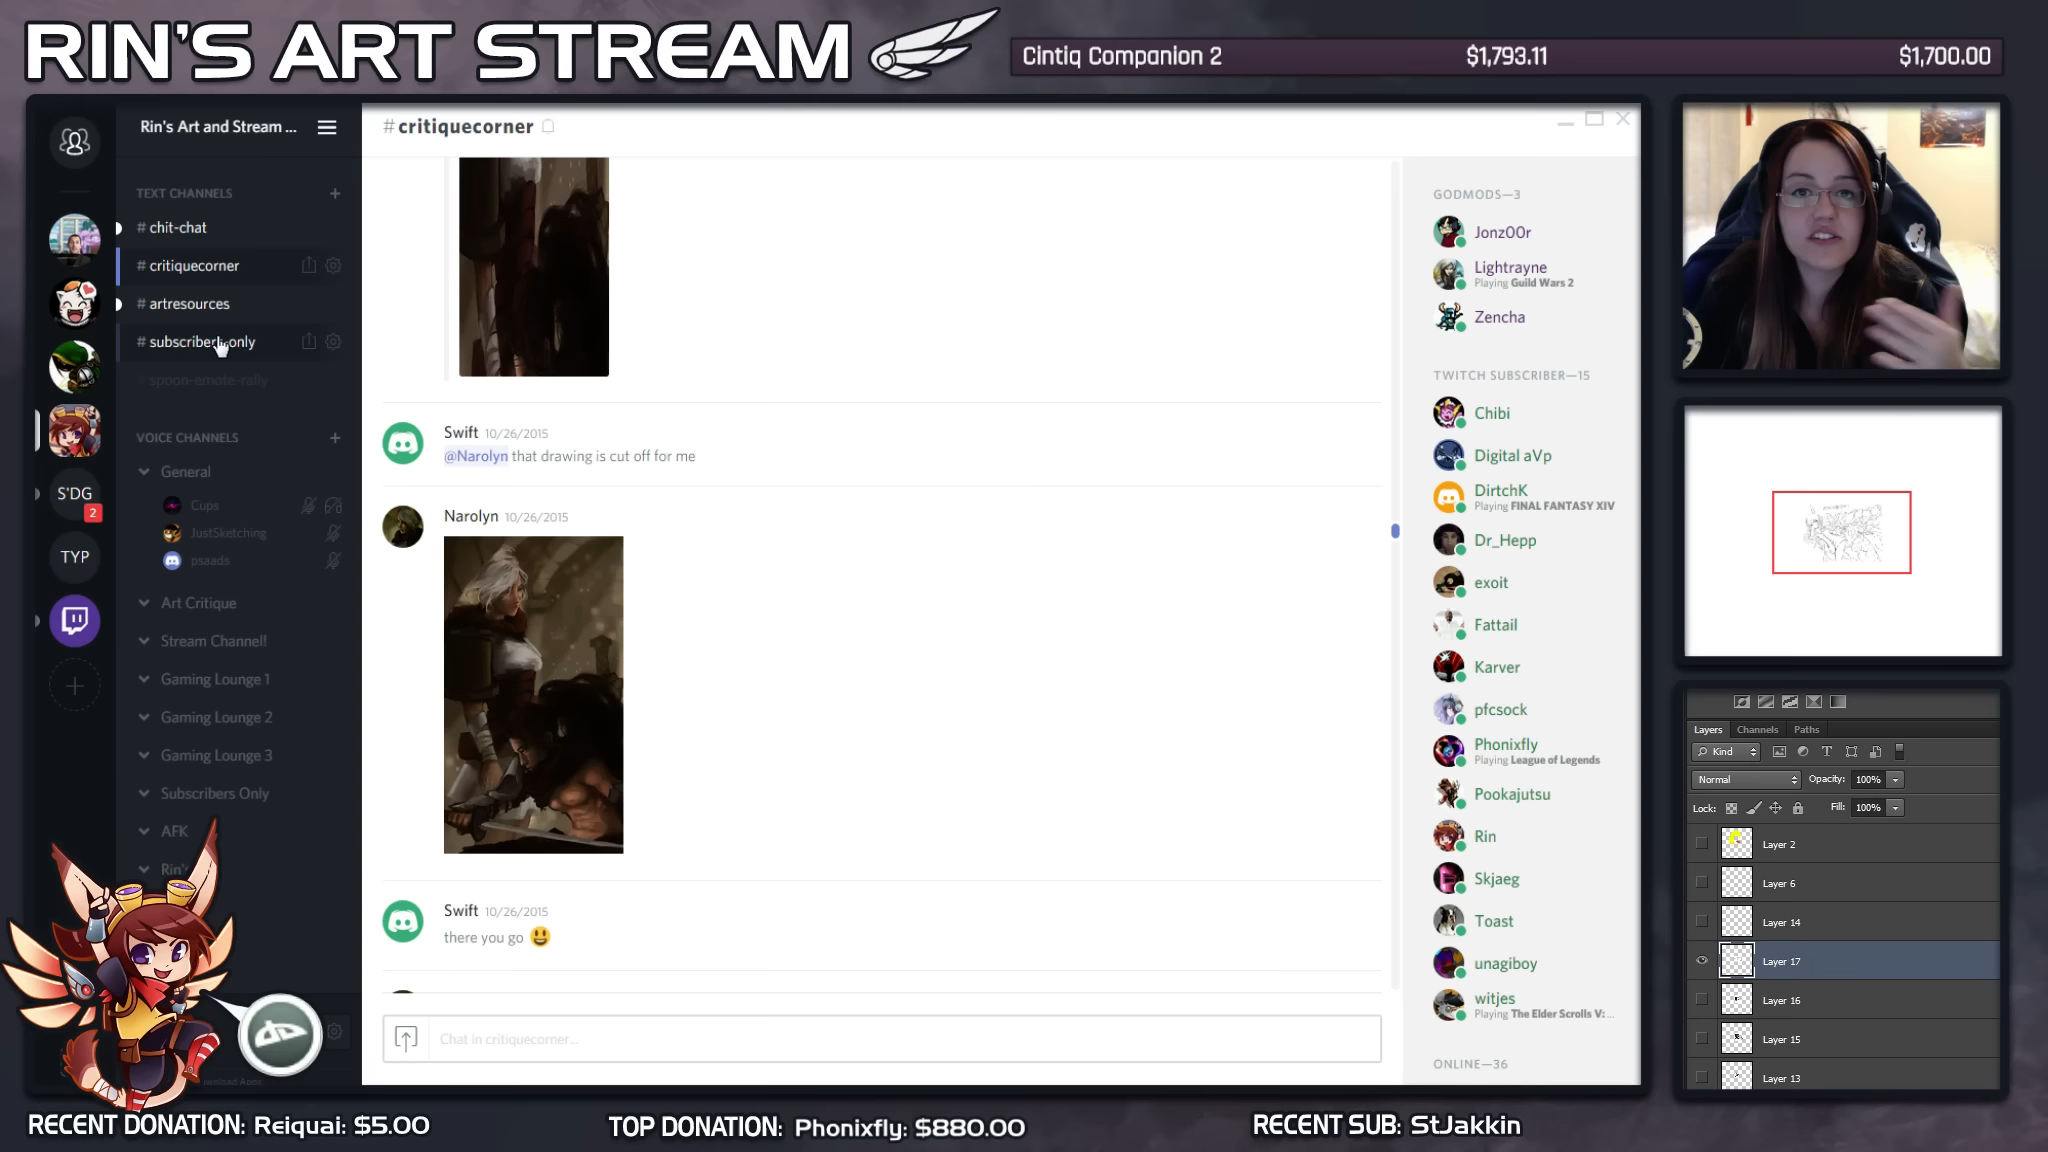 RIN'S ART STREAM
Cintiq Companion 2 $1,793.11 $1,700.00
Rin's Art and Stream ...
TEXT CHANNELS +
# chit-chat
# critiquecorner
# artresources
# subscribers-only
# spoon-emote-rally
VOICE CHANNELS +
General
Cups
JustSketching
psaads
Art Critique
Stream Channel!
Gaming Lounge 1
Gaming Lounge 2
Gaming Lounge 3
Subscribers Only
AFK
Rin's
S'DG
2
TYP
#critiquecorner
Swift 10/26/2015
@Narolyn that drawing is cut off for me
Narolyn 10/26/2015
Swift 10/26/2015
there you go 😃
Chat in critiquecorner...
GODMODS—3
Jonz00r
Lightrayne
Playing Guild Wars 2
Zencha
TWITCH SUBSCRIBER—15
Chibi
Digital aVp
DirtchK
Playing FINAL FANTASY XIV
Dr_Hepp
exoit
Fattail
Karver
pfcsock
Phonixfly
Playing League of Legends
Pookajutsu
Rin
Skjaeg
Toast
unagiboy
witjes
Playing The Elder Scrolls V: ...
ONLINE—36
Layers Channels Paths
Kind
Normal Opacity: 100%
Lock: Fill: 100%
Layer 2
Layer 6
Layer 14
Layer 17
Layer 16
Layer 15
Layer 13
RECENT DONATION: Reiquai: $5.00
TOP DONATION: Phonixfly: $880.00
RECENT SUB: StJakkin